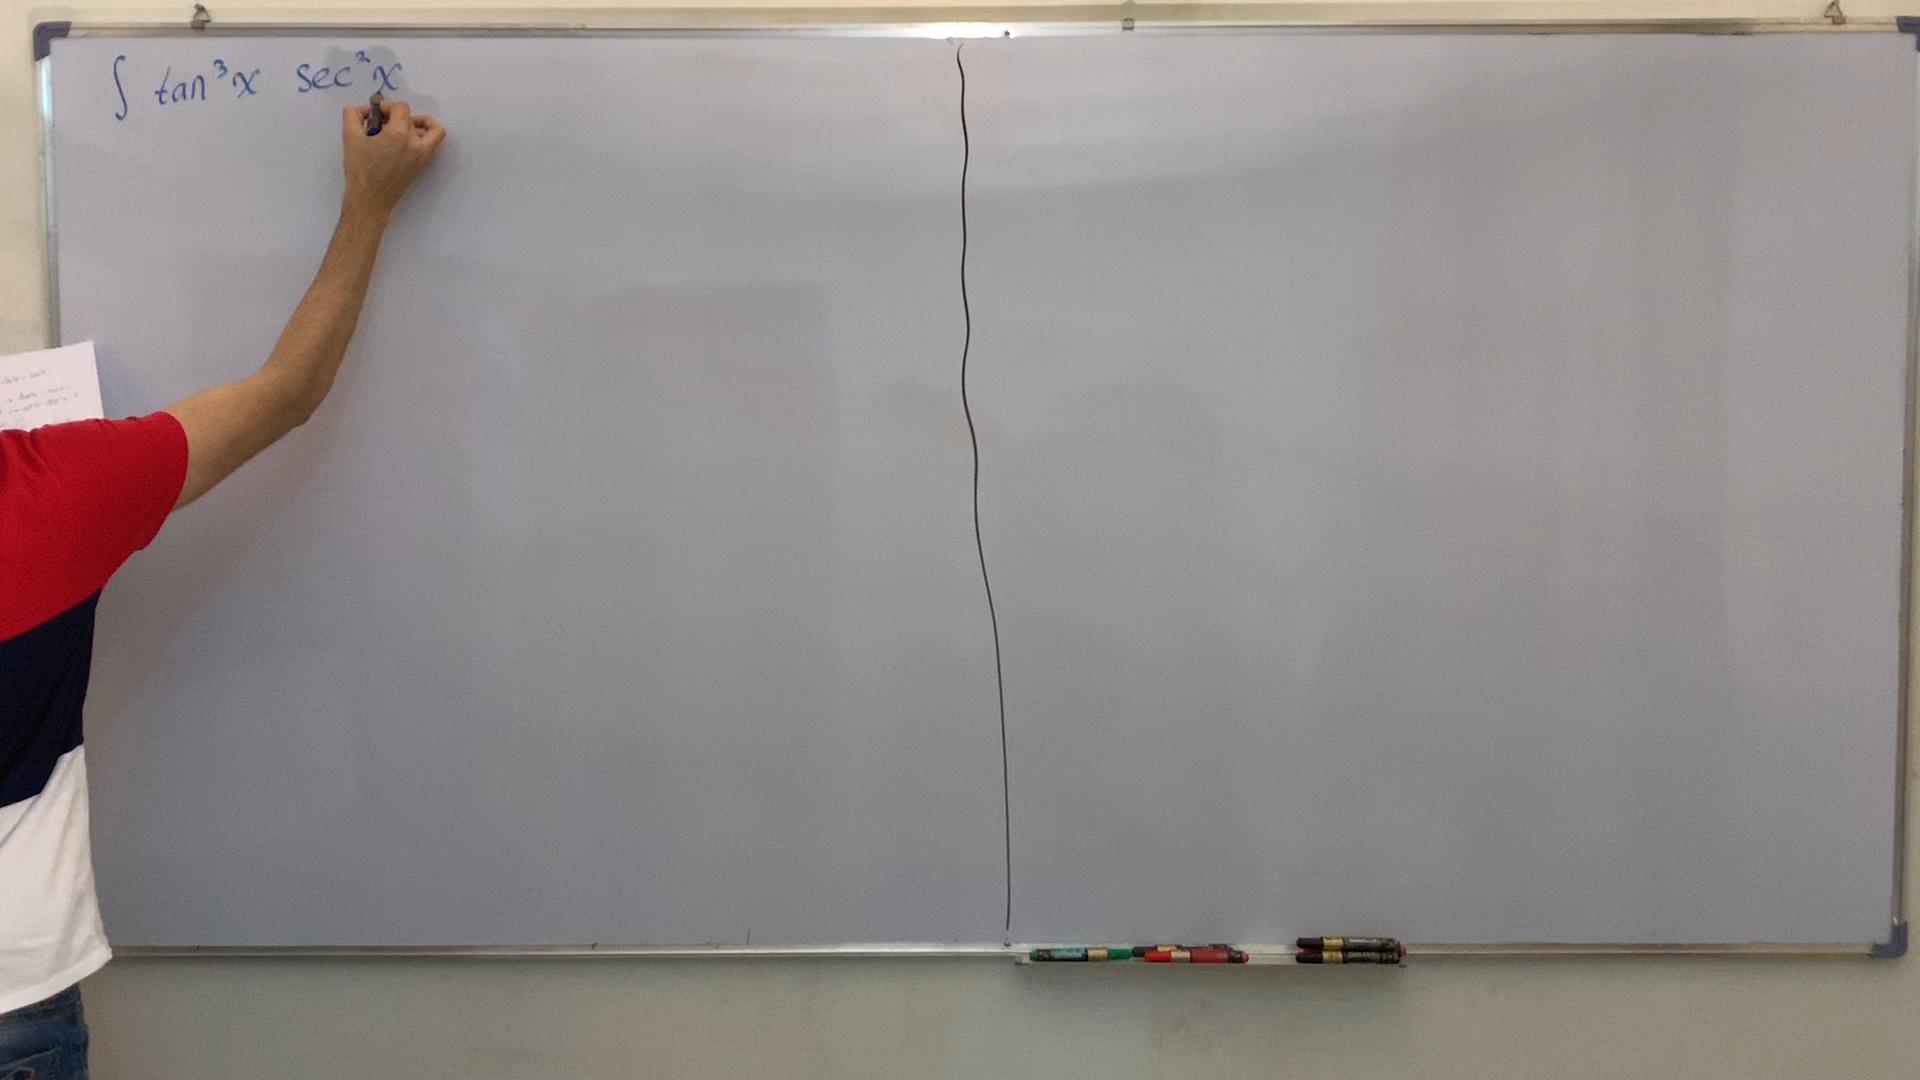 ∫ tan³x sec²x